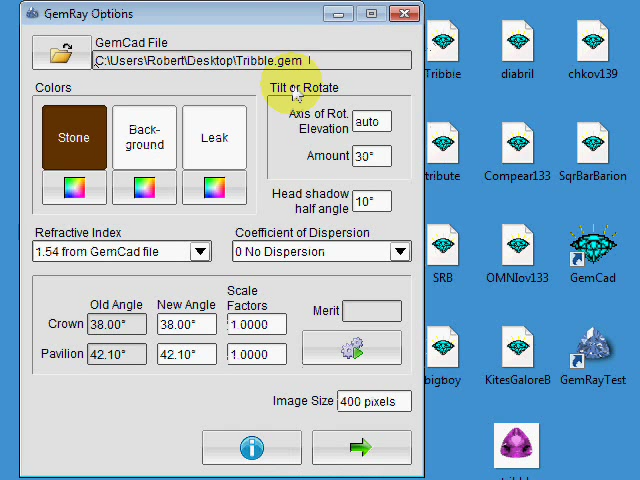 GemRay Options
GemCad File
C:\Users\Robert\Desktop\Tribble.gem
Colors
Stone
Back-
ground
Leak
Tilt or Rotate
Axis of Rot.
Elevation
auto
Amount
30°
Head shadow
half angle
10°
Refractive Index
1.54 from GemCad file
Coefficient of Dispersion
0 No Dispersion
Old Angle
New Angle
Scale
Factors
Merit
Crown
38.00°
38.00°
1.0000
Pavilion
42.10°
42.10°
1.0000
Image Size
400 pixels
Tribble
diabril
chkov139
tribute
Compear133
SqrBarBarion
SRB
OMNIov133
GemCad
bigboy
KitesGaloreB
GemRayTest